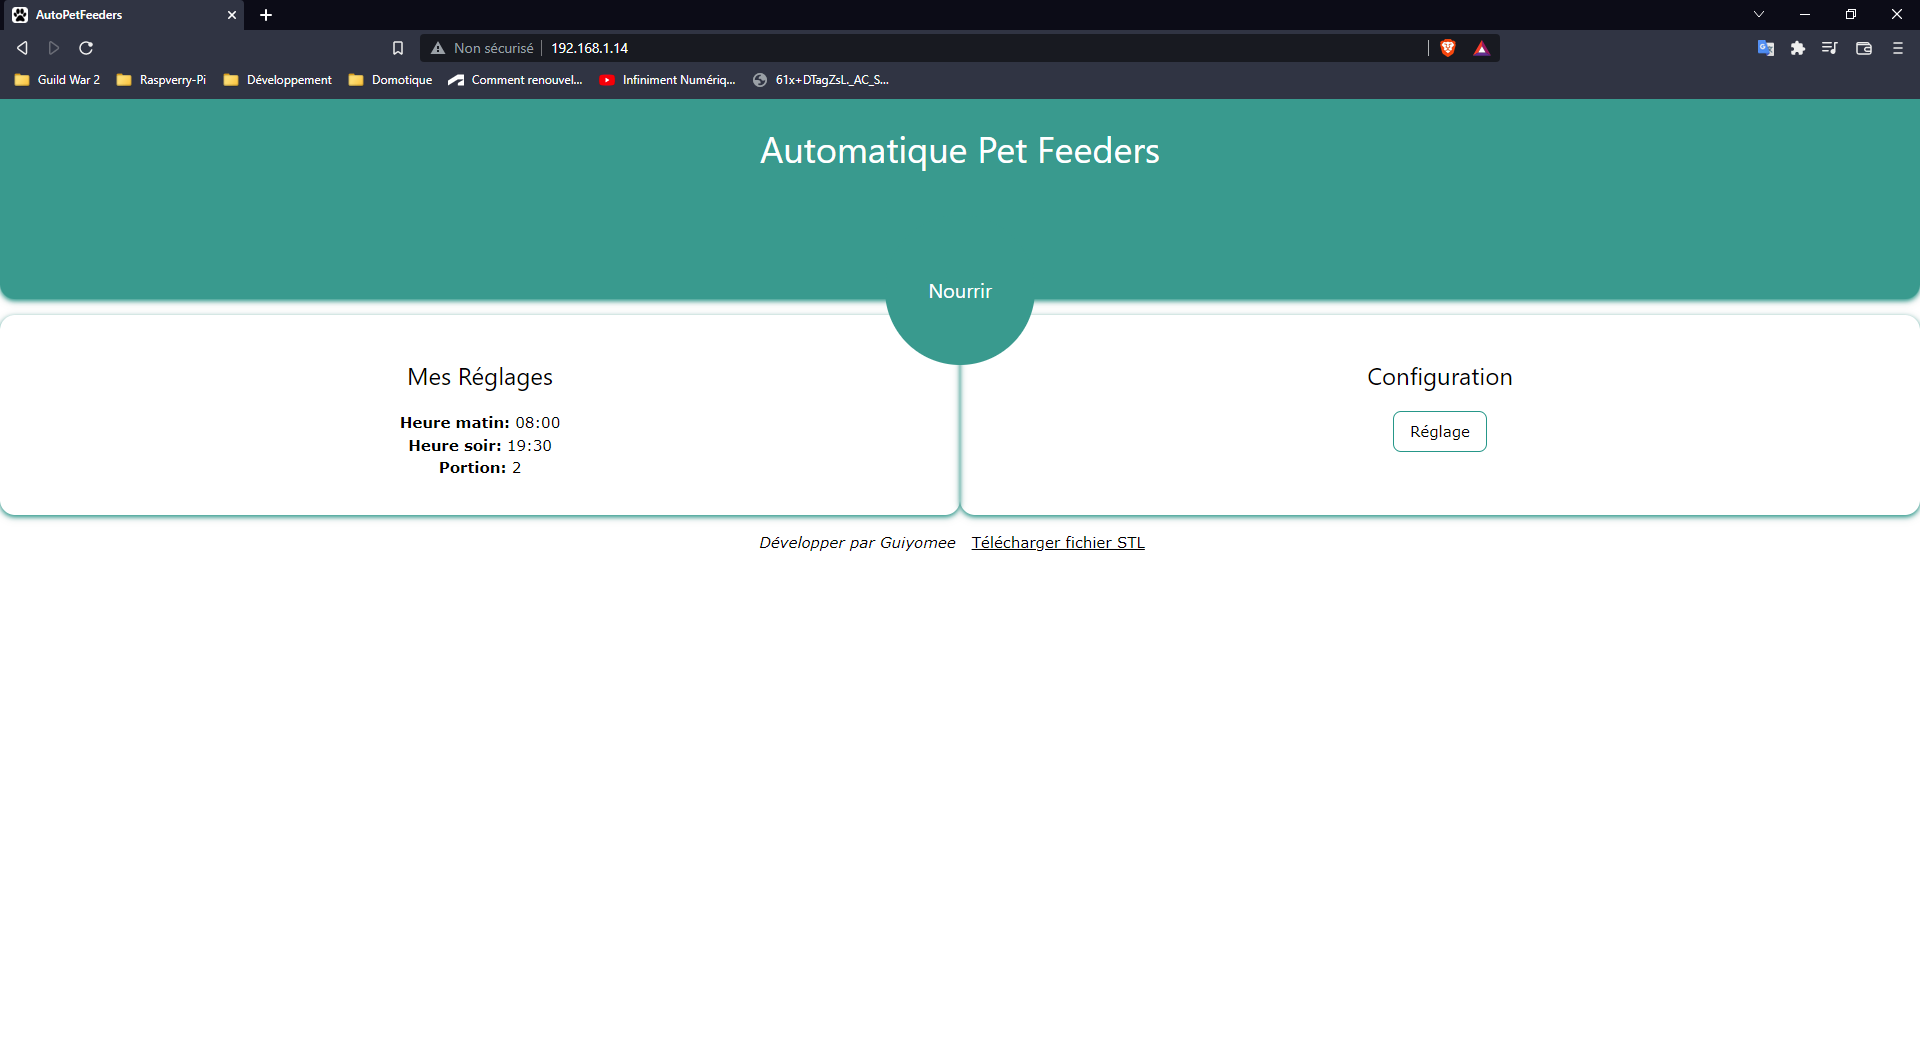 AutoPetFeeders
Non sécurisé 192.168.1.14
Guild War 2 Raspverry-Pi Développement Domotique Comment renouvel... Infiniment Numériq... 61x+DTagZsL._AC_S...
Automatique Pet Feeders
Nourrir
Mes Réglages
Heure matin: 08:00
Heure soir: 19:30
Portion: 2
Configuration
Réglage
Développer par Guiyomee Télécharger fichier STL